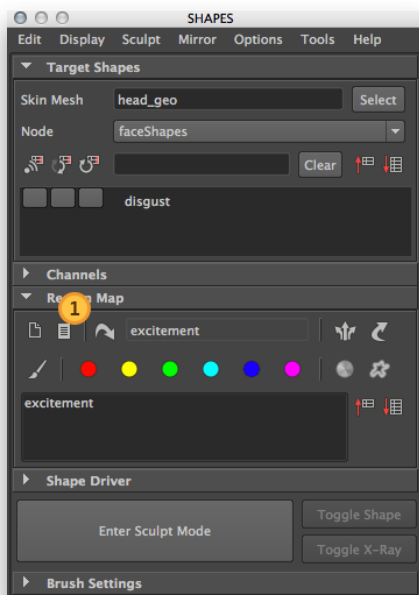 SHAPES
Edit Display Sculpt Mirror Options Tools Help
Target Shapes
Skin Mesh head_geo Select
Node faceShapes
Clear
disgust
Channels
Map
1
excitement
excitement
Shape Driver
Enter Sculpt Mode
Toggle Shape
Toggle X-Ray
Brush Settings